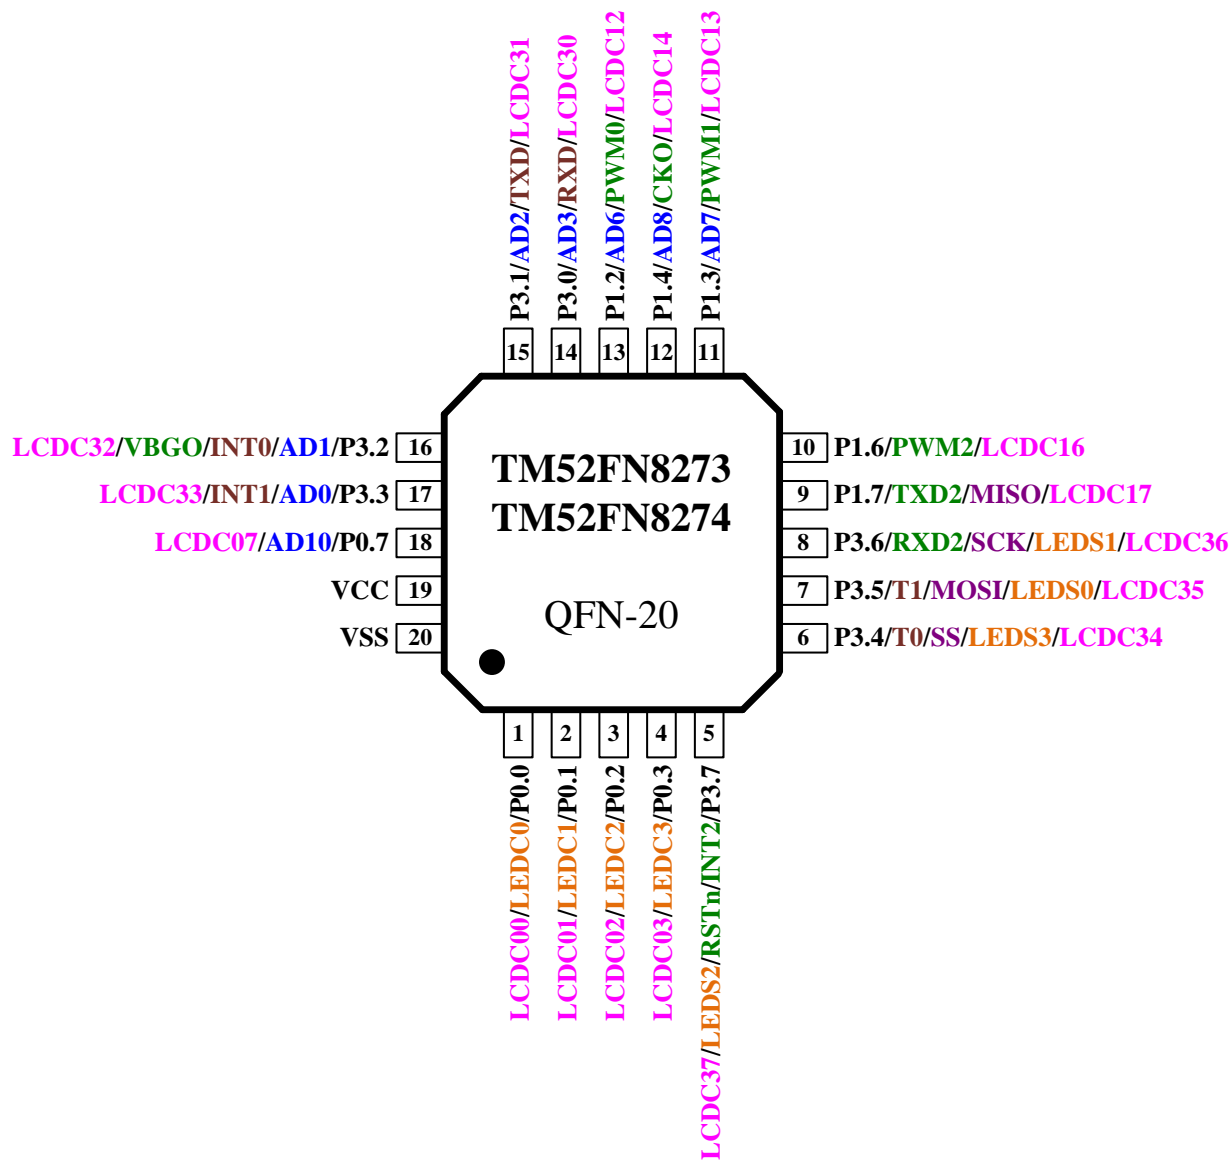 P3.1/AD2/TXD/LCDC31
P3.0/AD3/RXD/LCDC30
P1.2/AD6/PWM0/LCDC12
P1.4/AD8/CKO/LCDC14
P1.3/AD7/PWM1/LCDC13
15 14 13 12 11
LCDC32/VBGO/INT0/AD1/P3.2 16
LCDC33/INT1/AD0/P3.3 17
LCDC07/AD10/P0.7 18
VCC 19
VSS 20
TM52FN8273
TM52FN8274
QFN-20
10 P1.6/PWM2/LCDC16
9 P1.7/TXD2/MISO/LCDC17
8 P3.6/RXD2/SCK/LEDS1/LCDC36
7 P3.5/T1/MOSI/LEDS0/LCDC35
6 P3.4/T0/SS/LEDS3/LCDC34
1 2 3 4 5
LCDC00/LEDC0/P0.0
LCDC01/LEDC1/P0.1
LCDC02/LEDC2/P0.2
LCDC03/LEDC3/P0.3
LCDC37/LEDS2/RSTn/INT2/P3.7